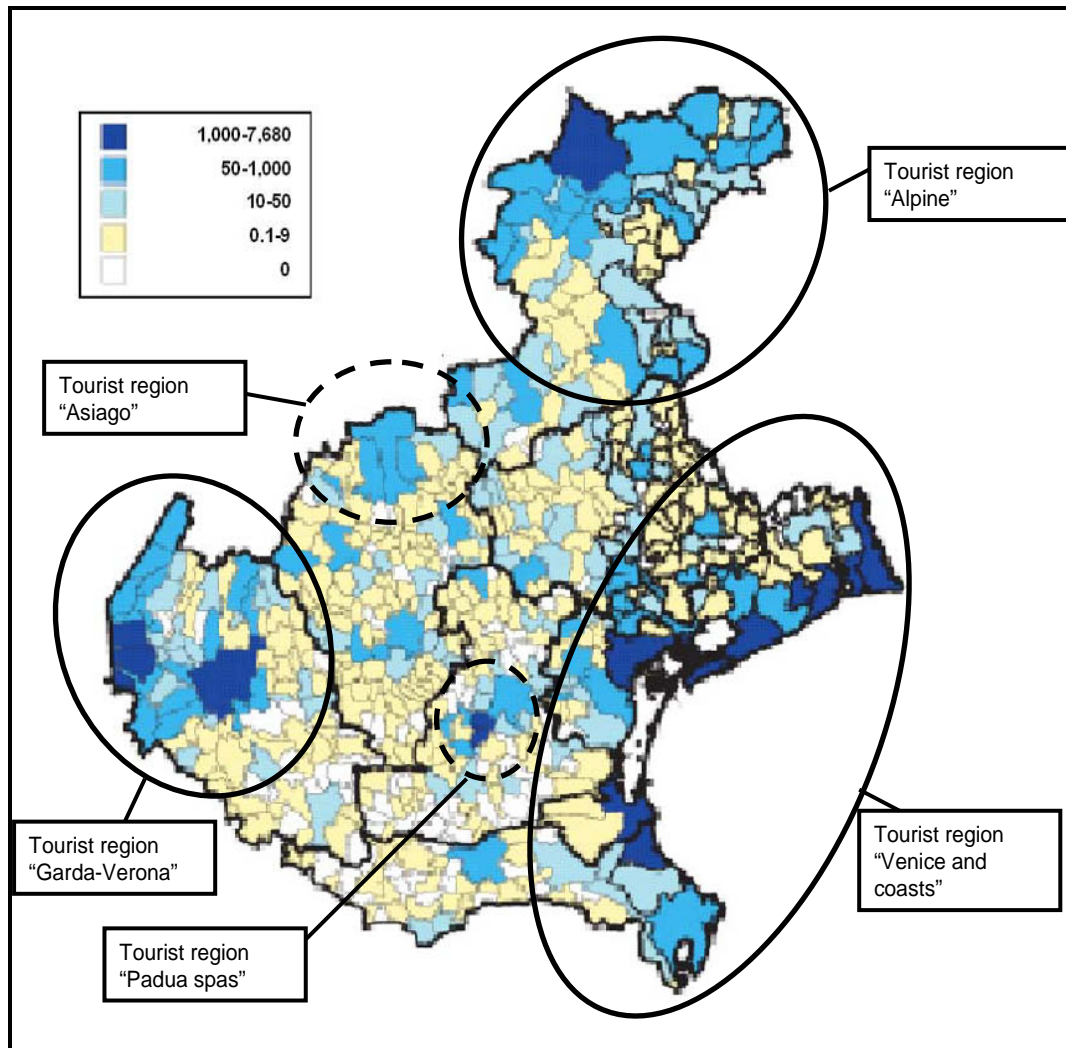 1,000-7,680
50-1,000
10-50
0.1-9
0
Tourist region
“Alpine”
Tourist region
“Asiago”
Tourist region
“Garda-Verona”
Tourist region
“Venice and
coasts”
Tourist region
“Padua spas”